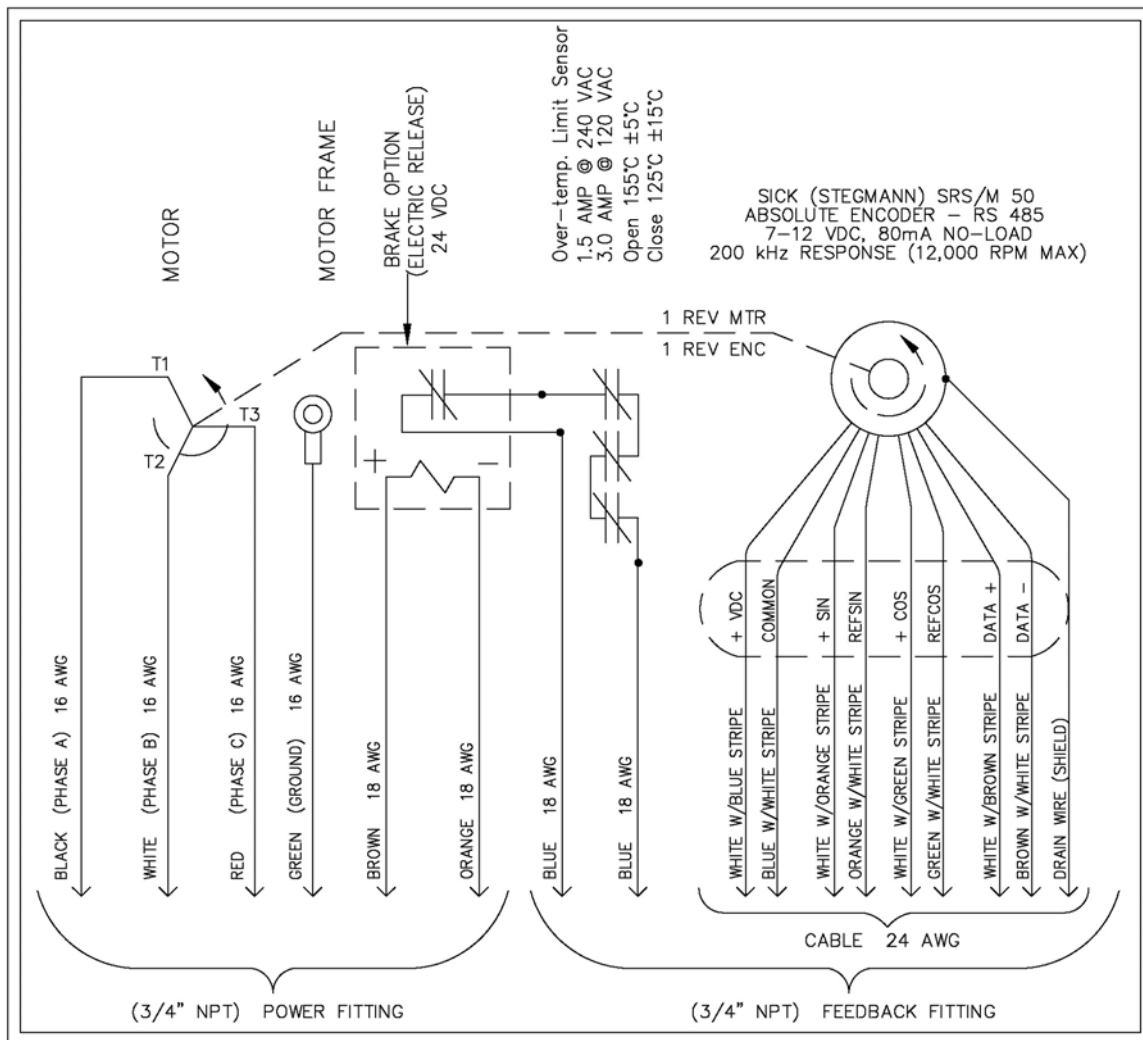 MOTOR
MOTOR FRAME
BRAKE OPTION
(ELECTRIC RELEASE)
24 VDC
Over-temp. Limit Sensor
1.5 AMP @ 240 VAC
3.0 AMP @ 120 VAC
Open 155°C ±5°C
Close 125°C ±15°C
SICK (STEGMANN) SRS/M 50
ABSOLUTE ENCODER – RS 485
7–12 VDC, 80mA NO–LOAD
200 kHz RESPONSE (12,000 RPM MAX)
1 REV MTR
1 REV ENC
T1
T3
T2
+
–
+ VDC
COMMON
+ SIN
REFSIN
+ COS
REFCOS
DATA +
DATA –
BLACK (PHASE A) 16 AWG
WHITE (PHASE B) 16 AWG
RED (PHASE C) 16 AWG
GREEN (GROUND) 16 AWG
BROWN 18 AWG
ORANGE 18 AWG
BLUE 18 AWG
BLUE 18 AWG
WHITE W/BLUE STRIPE
BLUE W/WHITE STRIPE
WHITE W/ORANGE STRIPE
ORANGE W/WHITE STRIPE
WHITE W/GREEN STRIPE
GREEN W/WHITE STRIPE
WHITE W/BROWN STRIPE
BROWN W/WHITE STRIPE
DRAIN WIRE (SHIELD)
CABLE 24 AWG
(3/4" NPT) POWER FITTING
(3/4" NPT) FEEDBACK FITTING